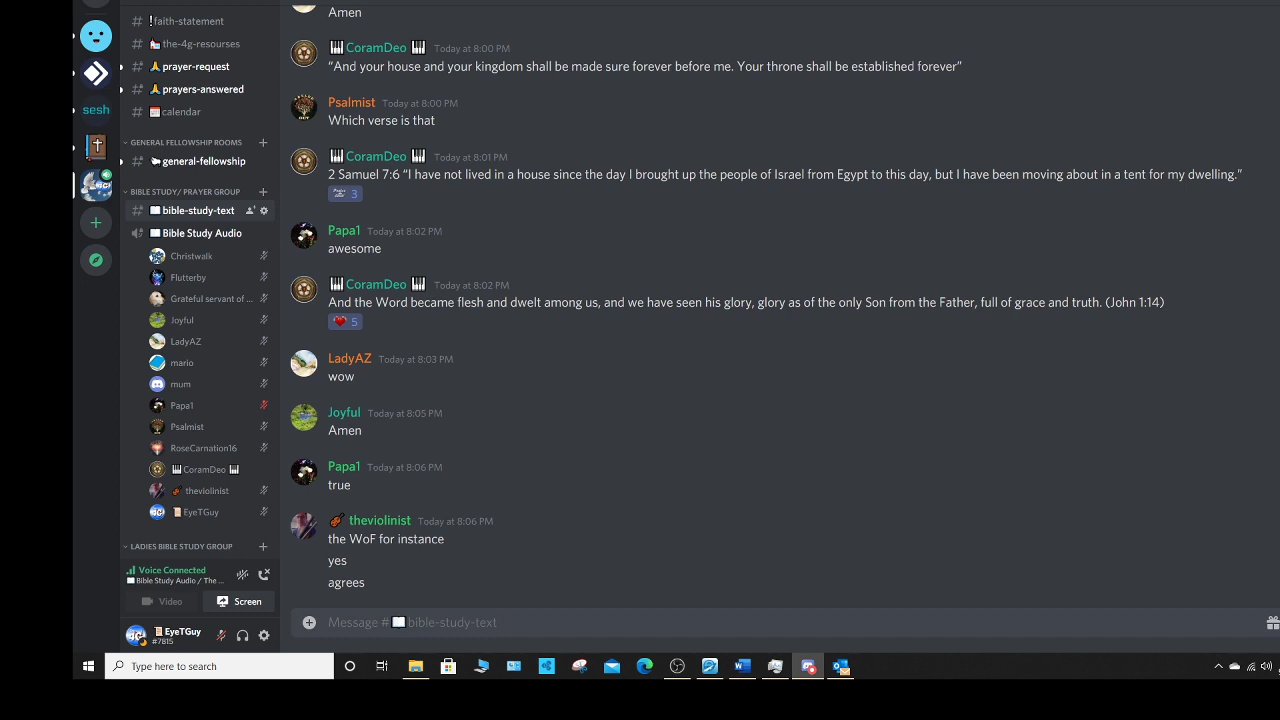 Amen
!faith-statement
the-4g-resourses
prayer-request
prayers-answered
calendar
sesh
GENERAL FELLOWSHIP ROOMS
general-fellowship
BIBLE STUDY/ PRAYER GROUP
bible-study-text
Bible Study Audio
Christwalk
Flutterby
Grateful servant of ...
Joyful
LadyAZ
mario
mum
Papa1
Psalmist
RoseCarnation16
CoramDeo
theviolinist
EyeTGuy
LADIES BIBLE STUDY GROUP
Voice Connected
Bible Study Audio / The ...
Video
Screen
EyeTGuy
#7815
CoramDeo Today at 8:00 PM
“And your house and your kingdom shall be made sure forever before me. Your throne shall be established forever”
Psalmist Today at 8:00 PM
Which verse is that
CoramDeo Today at 8:01 PM
2 Samuel 7:6 “I have not lived in a house since the day I brought up the people of Israel from Egypt to this day, but I have been moving about in a tent for my dwelling.”
3
Papa1 Today at 8:02 PM
awesome
CoramDeo Today at 8:02 PM
And the Word became flesh and dwelt among us, and we have seen his glory, glory as of the only Son from the Father, full of grace and truth. (John 1:14)
5
LadyAZ Today at 8:03 PM
wow
Joyful Today at 8:05 PM
Amen
Papa1 Today at 8:06 PM
true
theviolinist Today at 8:06 PM
the WoF for instance
yes
agrees
Message # bible-study-text
Type here to search